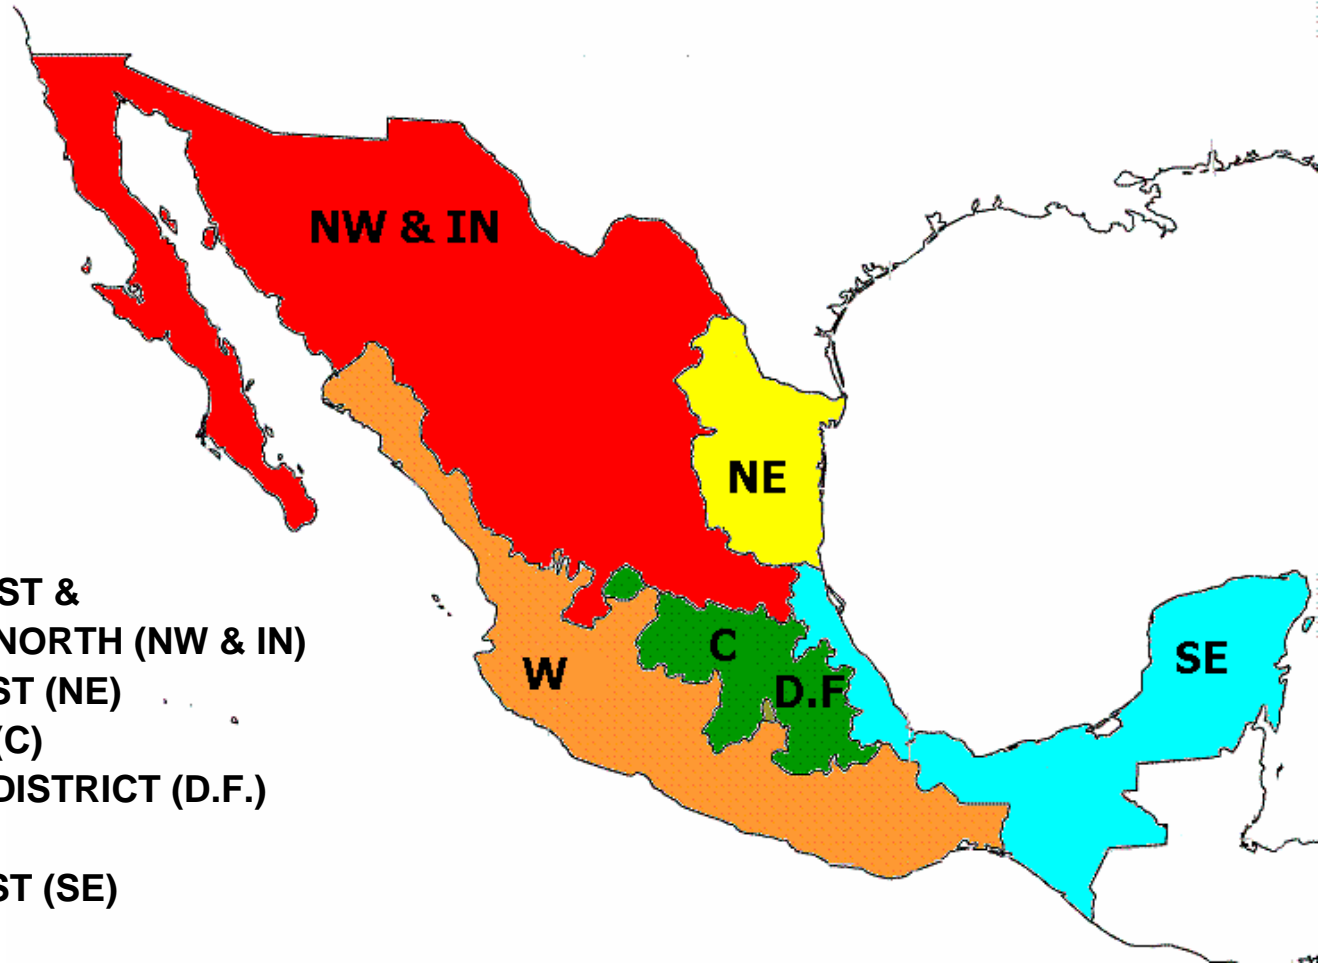 NW & IN
NE
C
D.F
W
SE
ST &
NORTH (NW & IN)
ST (NE)
(C)
DISTRICT (D.F.)
ST (SE)